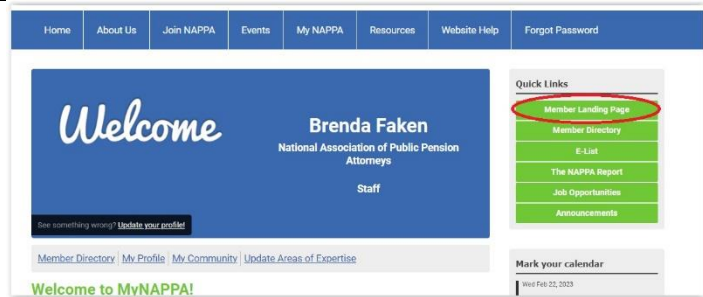 Home About Us Join NAPPA Events My NAPPA Resources Website Help Forgot Password
Welcome
Brenda Faken
National Association of Public Pension
Attorneys
Staff
See something wrong? Update your profile!
Member Directory My Profile My Community Update Areas of Expertise
Welcome to MyNAPPA!
Quick Links
Member Landing Page
Member Directory
E-List
The NAPPA Report
Job Opportunities
Announcements
Mark your calendar
Wed Feb 22, 2023